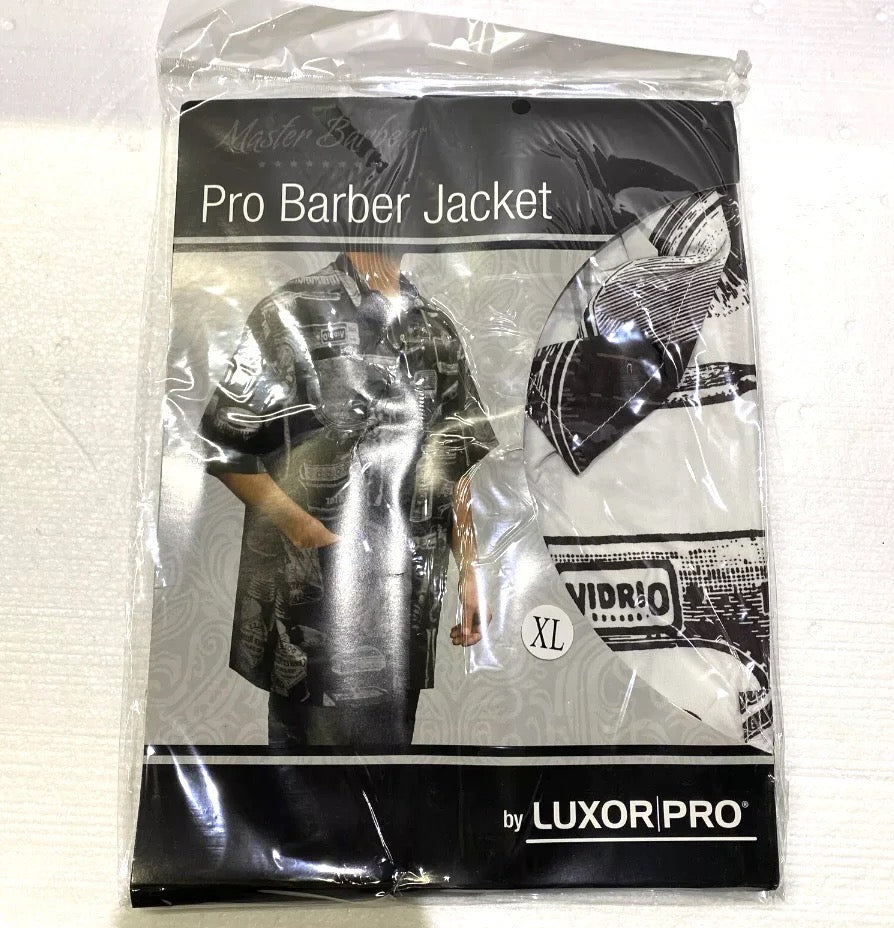 Master Barber
Pro Barber Jacket
VIDRIO
XL
by LUXOR|PRO®